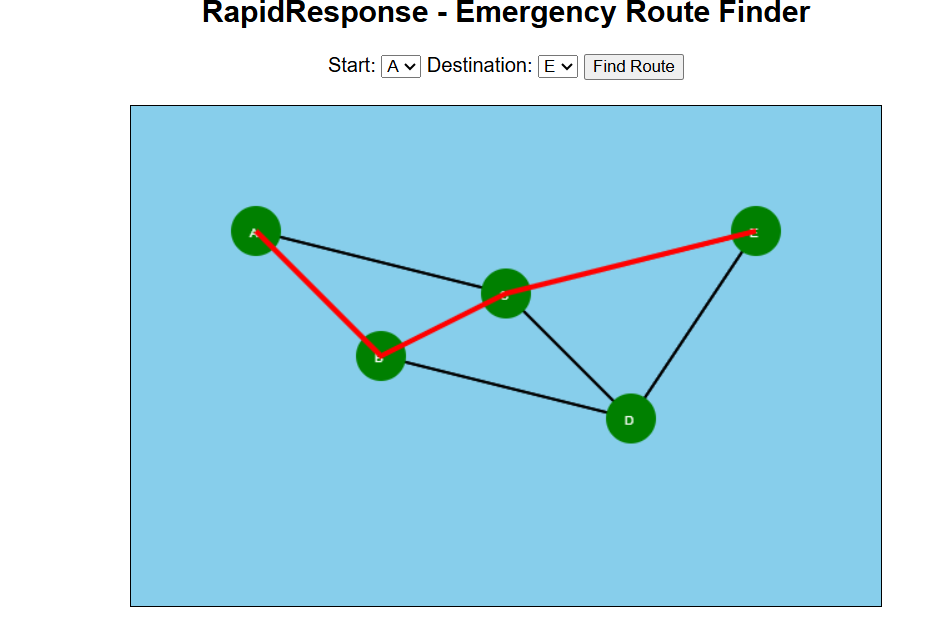 RapidResponse - Emergency Route Finder
Start: A Destination: E Find Route
A
E
B
D